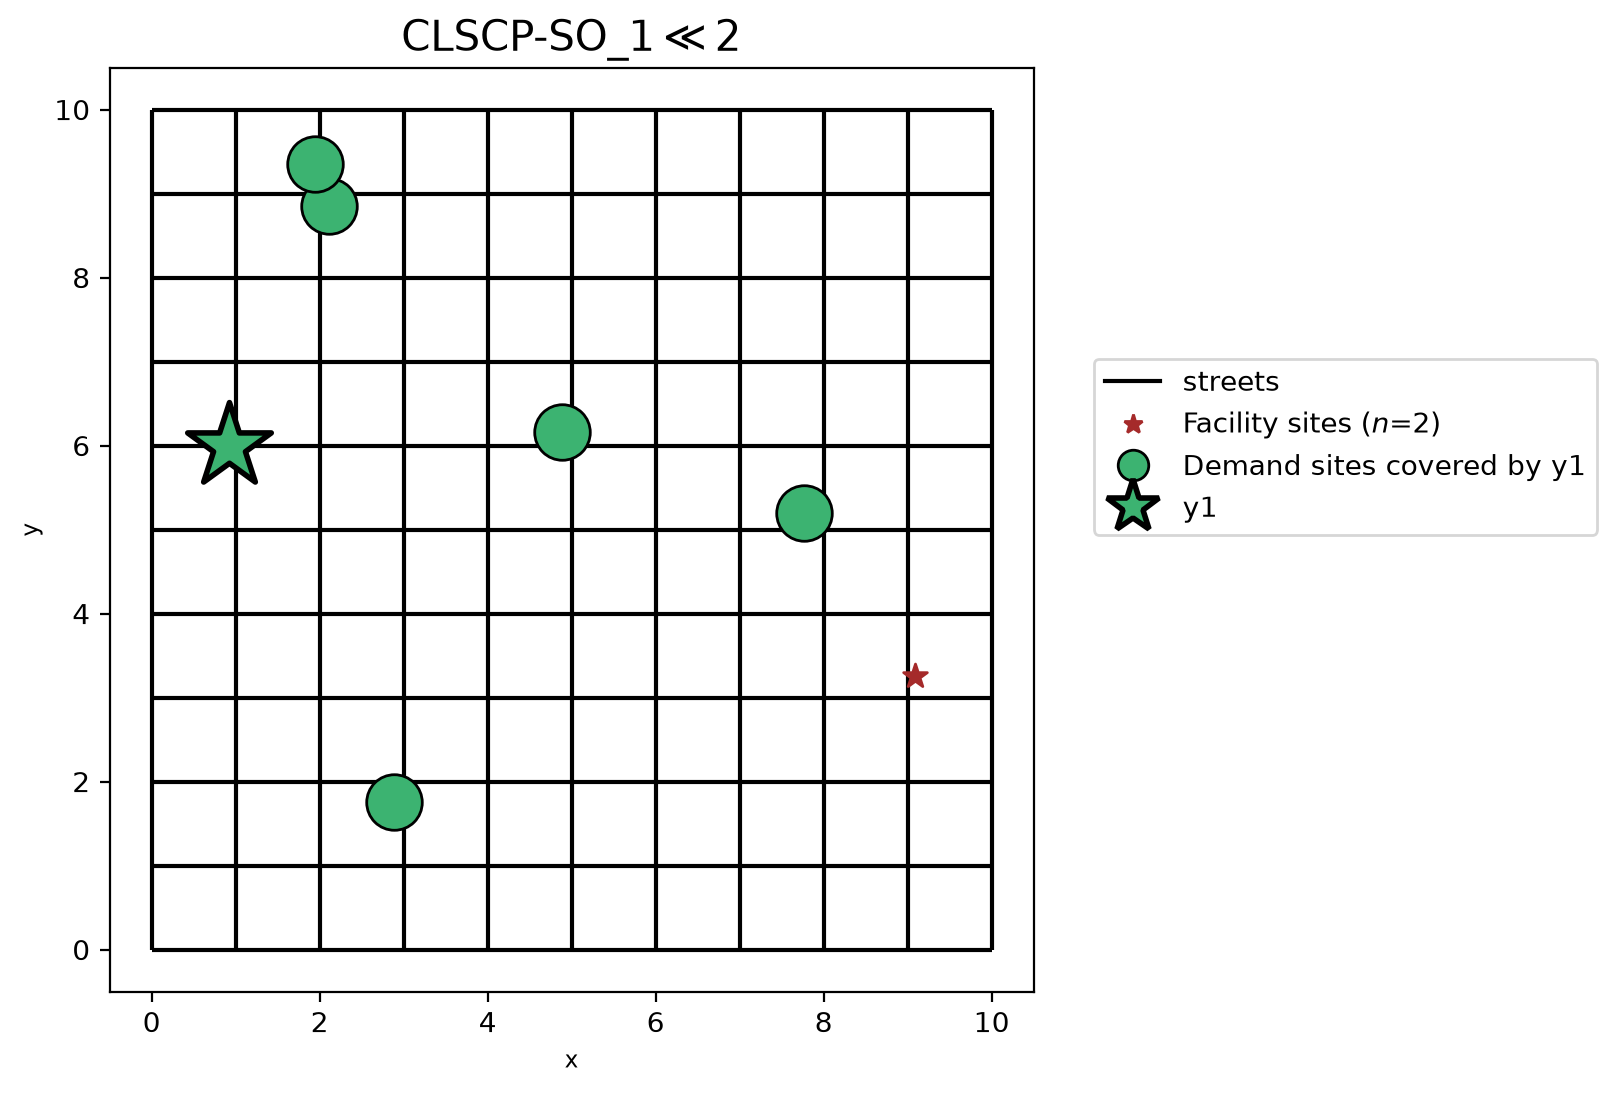 CLSCP-SO_1≪2
10
8
6
4
2
0
y
0 2 4 6 8 10
x
streets
Facility sites (n=2)
Demand sites covered by y1
y1